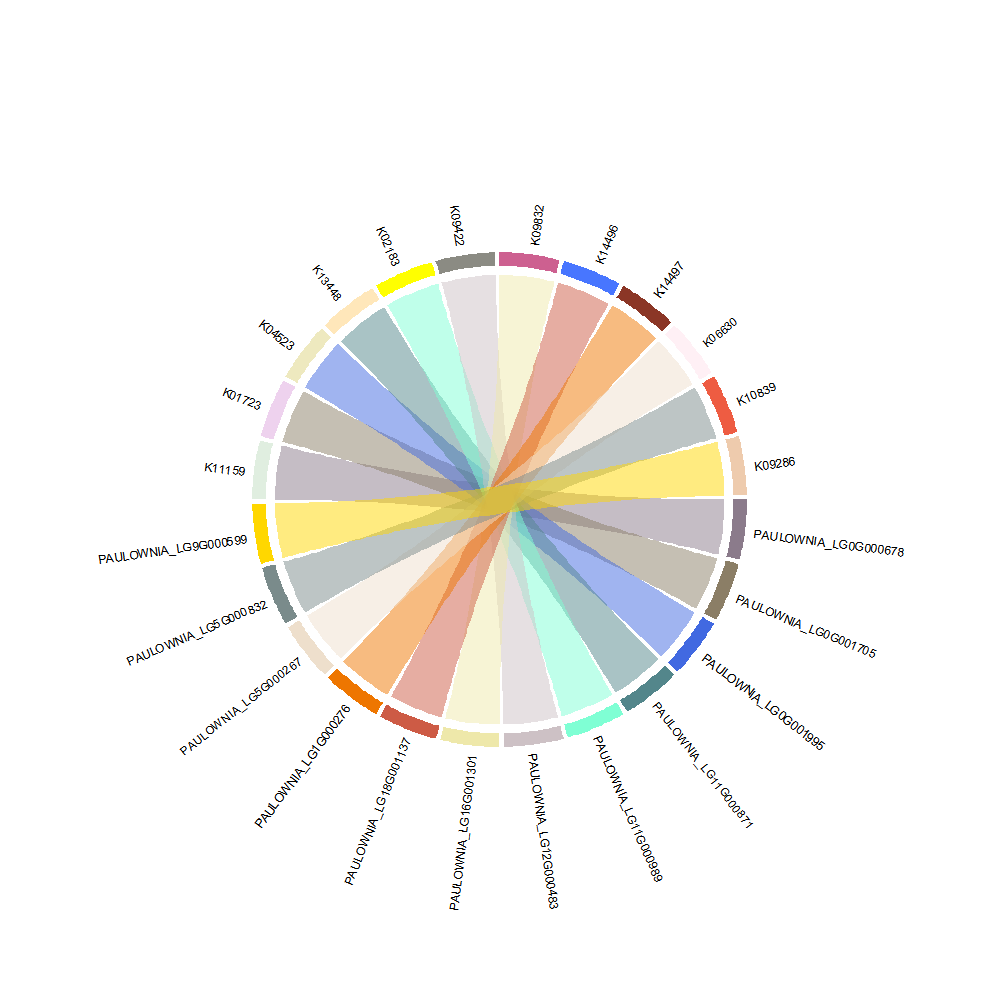 K09422
K09832
K02183
K14496
K13448
K14497
K04523
K06630
K01723
K10839
K11159
K09286
PAULOWNIA_LG9G000599
PAULOWNIA_LG0G000678
PAULOWNIA_LG5G000832
PAULOWNIA_LG0G001705
PAULOWNIA_LG5G000267
PAULOWNIA_LG0G001995
PAULOWNIA_LG1G000276
PAULOWNIA_LG11G000871
PAULOWNIA_LG18G001137
PAULOWNIA_LG11G000989
PAULOWNIA_LG16G001301
PAULOWNIA_LG12G000483